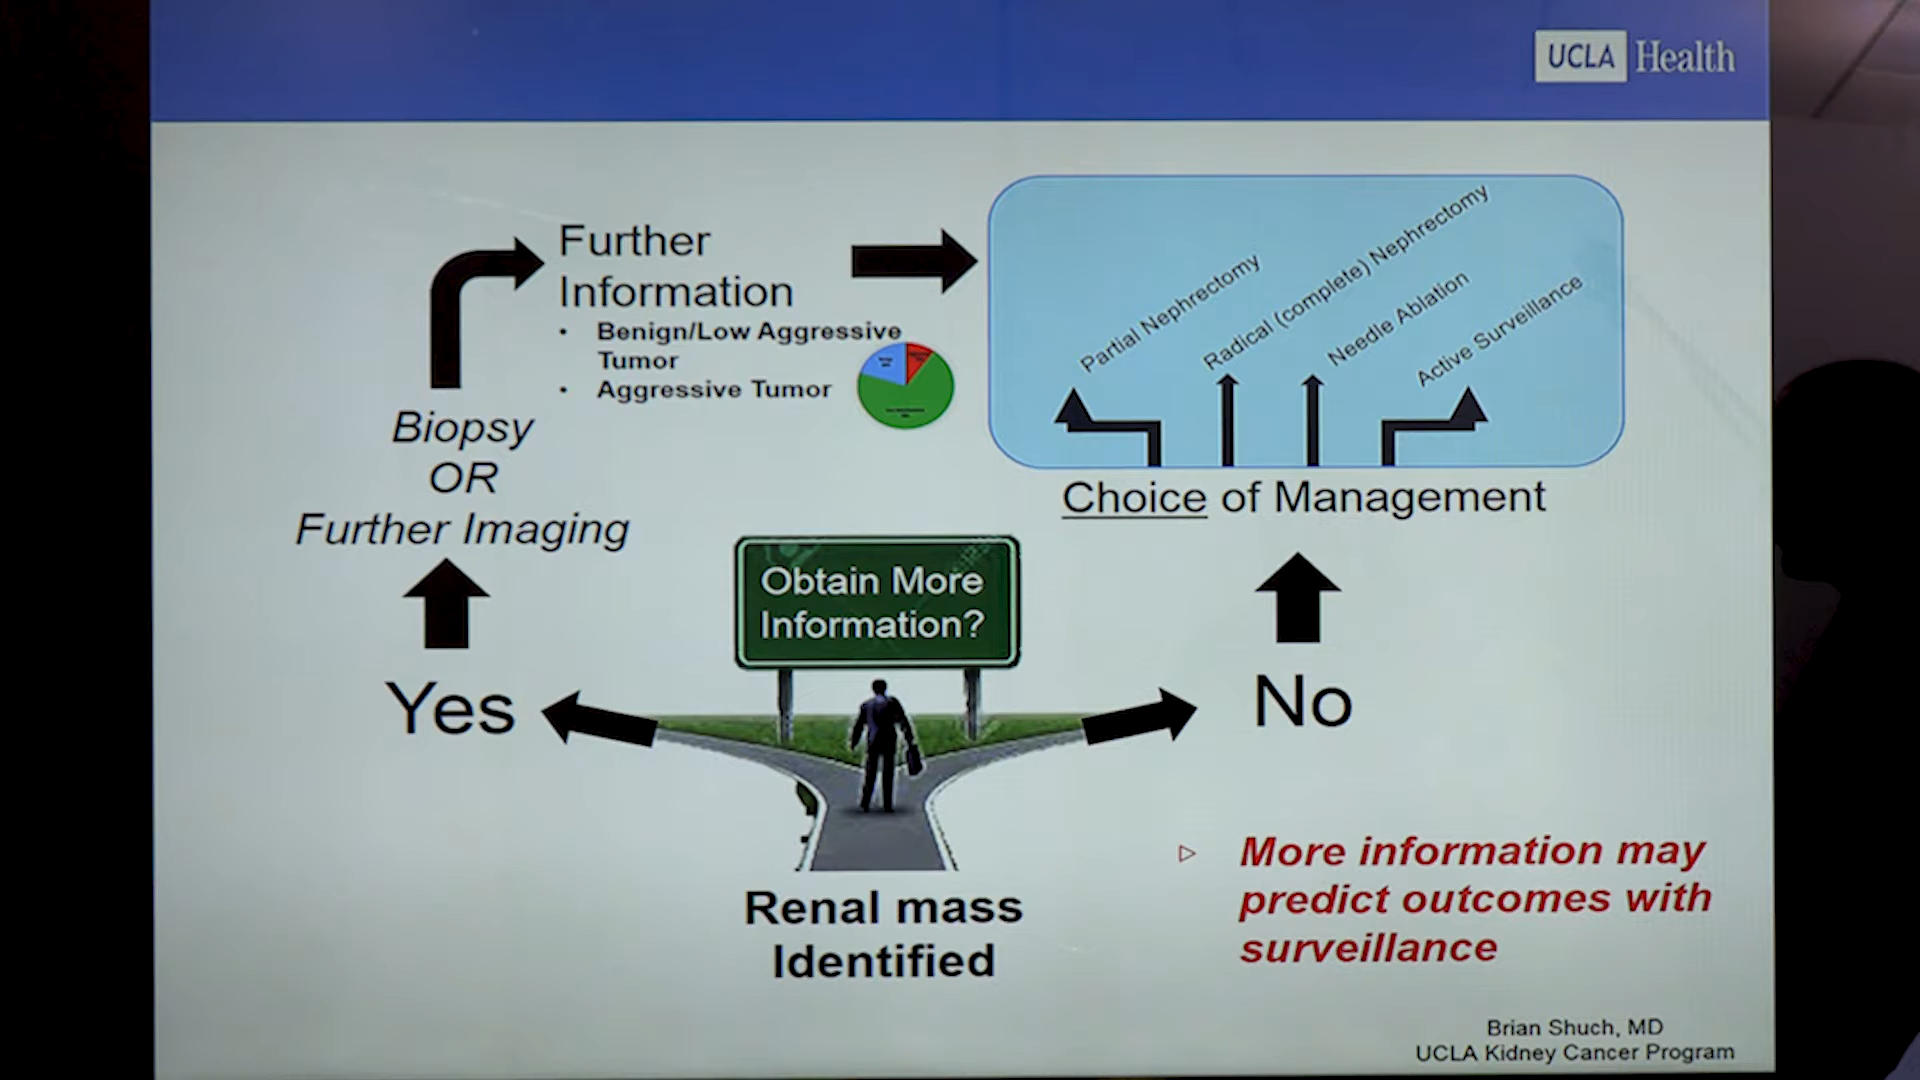 UCLA Health
Further
Information
• Benign/Low Aggressive
Tumor
• Aggressive Tumor
Biopsy
OR
Further Imaging
Yes
Partial Nephrectomy
Radical (complete) Nephrectomy
Needle Ablation
Active Surveillance
Choice of Management
No
Obtain More
Information?
Renal mass
Identified
More information may
predict outcomes with
surveillance
Brian Shuch, MD
UCLA Kidney Cancer Program